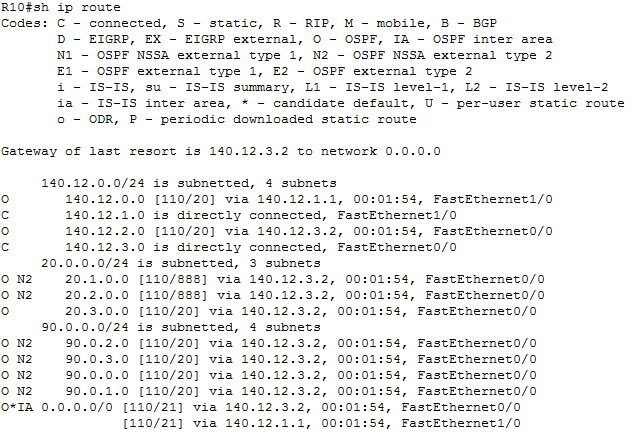 R10#sh ip route
Codes: C - connected, S - static, R - RIP, M - mobile, B - BGP
       D - EIGRP, EX - EIGRP external, O - OSPF, IA - OSPF inter area
       N1 - OSPF NSSA external type 1, N2 - OSPF NSSA external type 2
       E1 - OSPF external type 1, E2 - OSPF external type 2
       i - IS-IS, su - IS-IS summary, L1 - IS-IS level-1, L2 - IS-IS level-2
       ia - IS-IS inter area, * - candidate default, U - per-user static route
       o - ODR, P - periodic downloaded static route

Gateway of last resort is 140.12.3.2 to network 0.0.0.0

     140.12.0.0/24 is subnetted, 4 subnets
O       140.12.0.0 [110/20] via 140.12.1.1, 00:01:54, FastEthernet1/0
C       140.12.1.0 is directly connected, FastEthernet1/0
O       140.12.2.0 [110/20] via 140.12.3.2, 00:01:54, FastEthernet0/0
C       140.12.3.0 is directly connected, FastEthernet0/0
     20.0.0.0/24 is subnetted, 3 subnets
O N2    20.1.0.0 [110/888] via 140.12.3.2, 00:01:54, FastEthernet0/0
O N2    20.2.0.0 [110/888] via 140.12.3.2, 00:01:54, FastEthernet0/0
O       20.3.0.0 [110/20] via 140.12.3.2, 00:01:54, FastEthernet0/0
     90.0.0.0/24 is subnetted, 4 subnets
O N2    90.0.2.0 [110/20] via 140.12.3.2, 00:01:54, FastEthernet0/0
O N2    90.0.3.0 [110/20] via 140.12.3.2, 00:01:54, FastEthernet0/0
O N2    90.0.0.0 [110/20] via 140.12.3.2, 00:01:54, FastEthernet0/0
O N2    90.0.1.0 [110/20] via 140.12.3.2, 00:01:54, FastEthernet0/0
O*IA 0.0.0.0/0 [110/21] via 140.12.3.2, 00:01:54, FastEthernet0/0
               [110/21] via 140.12.1.1, 00:01:54, FastEthernet1/0